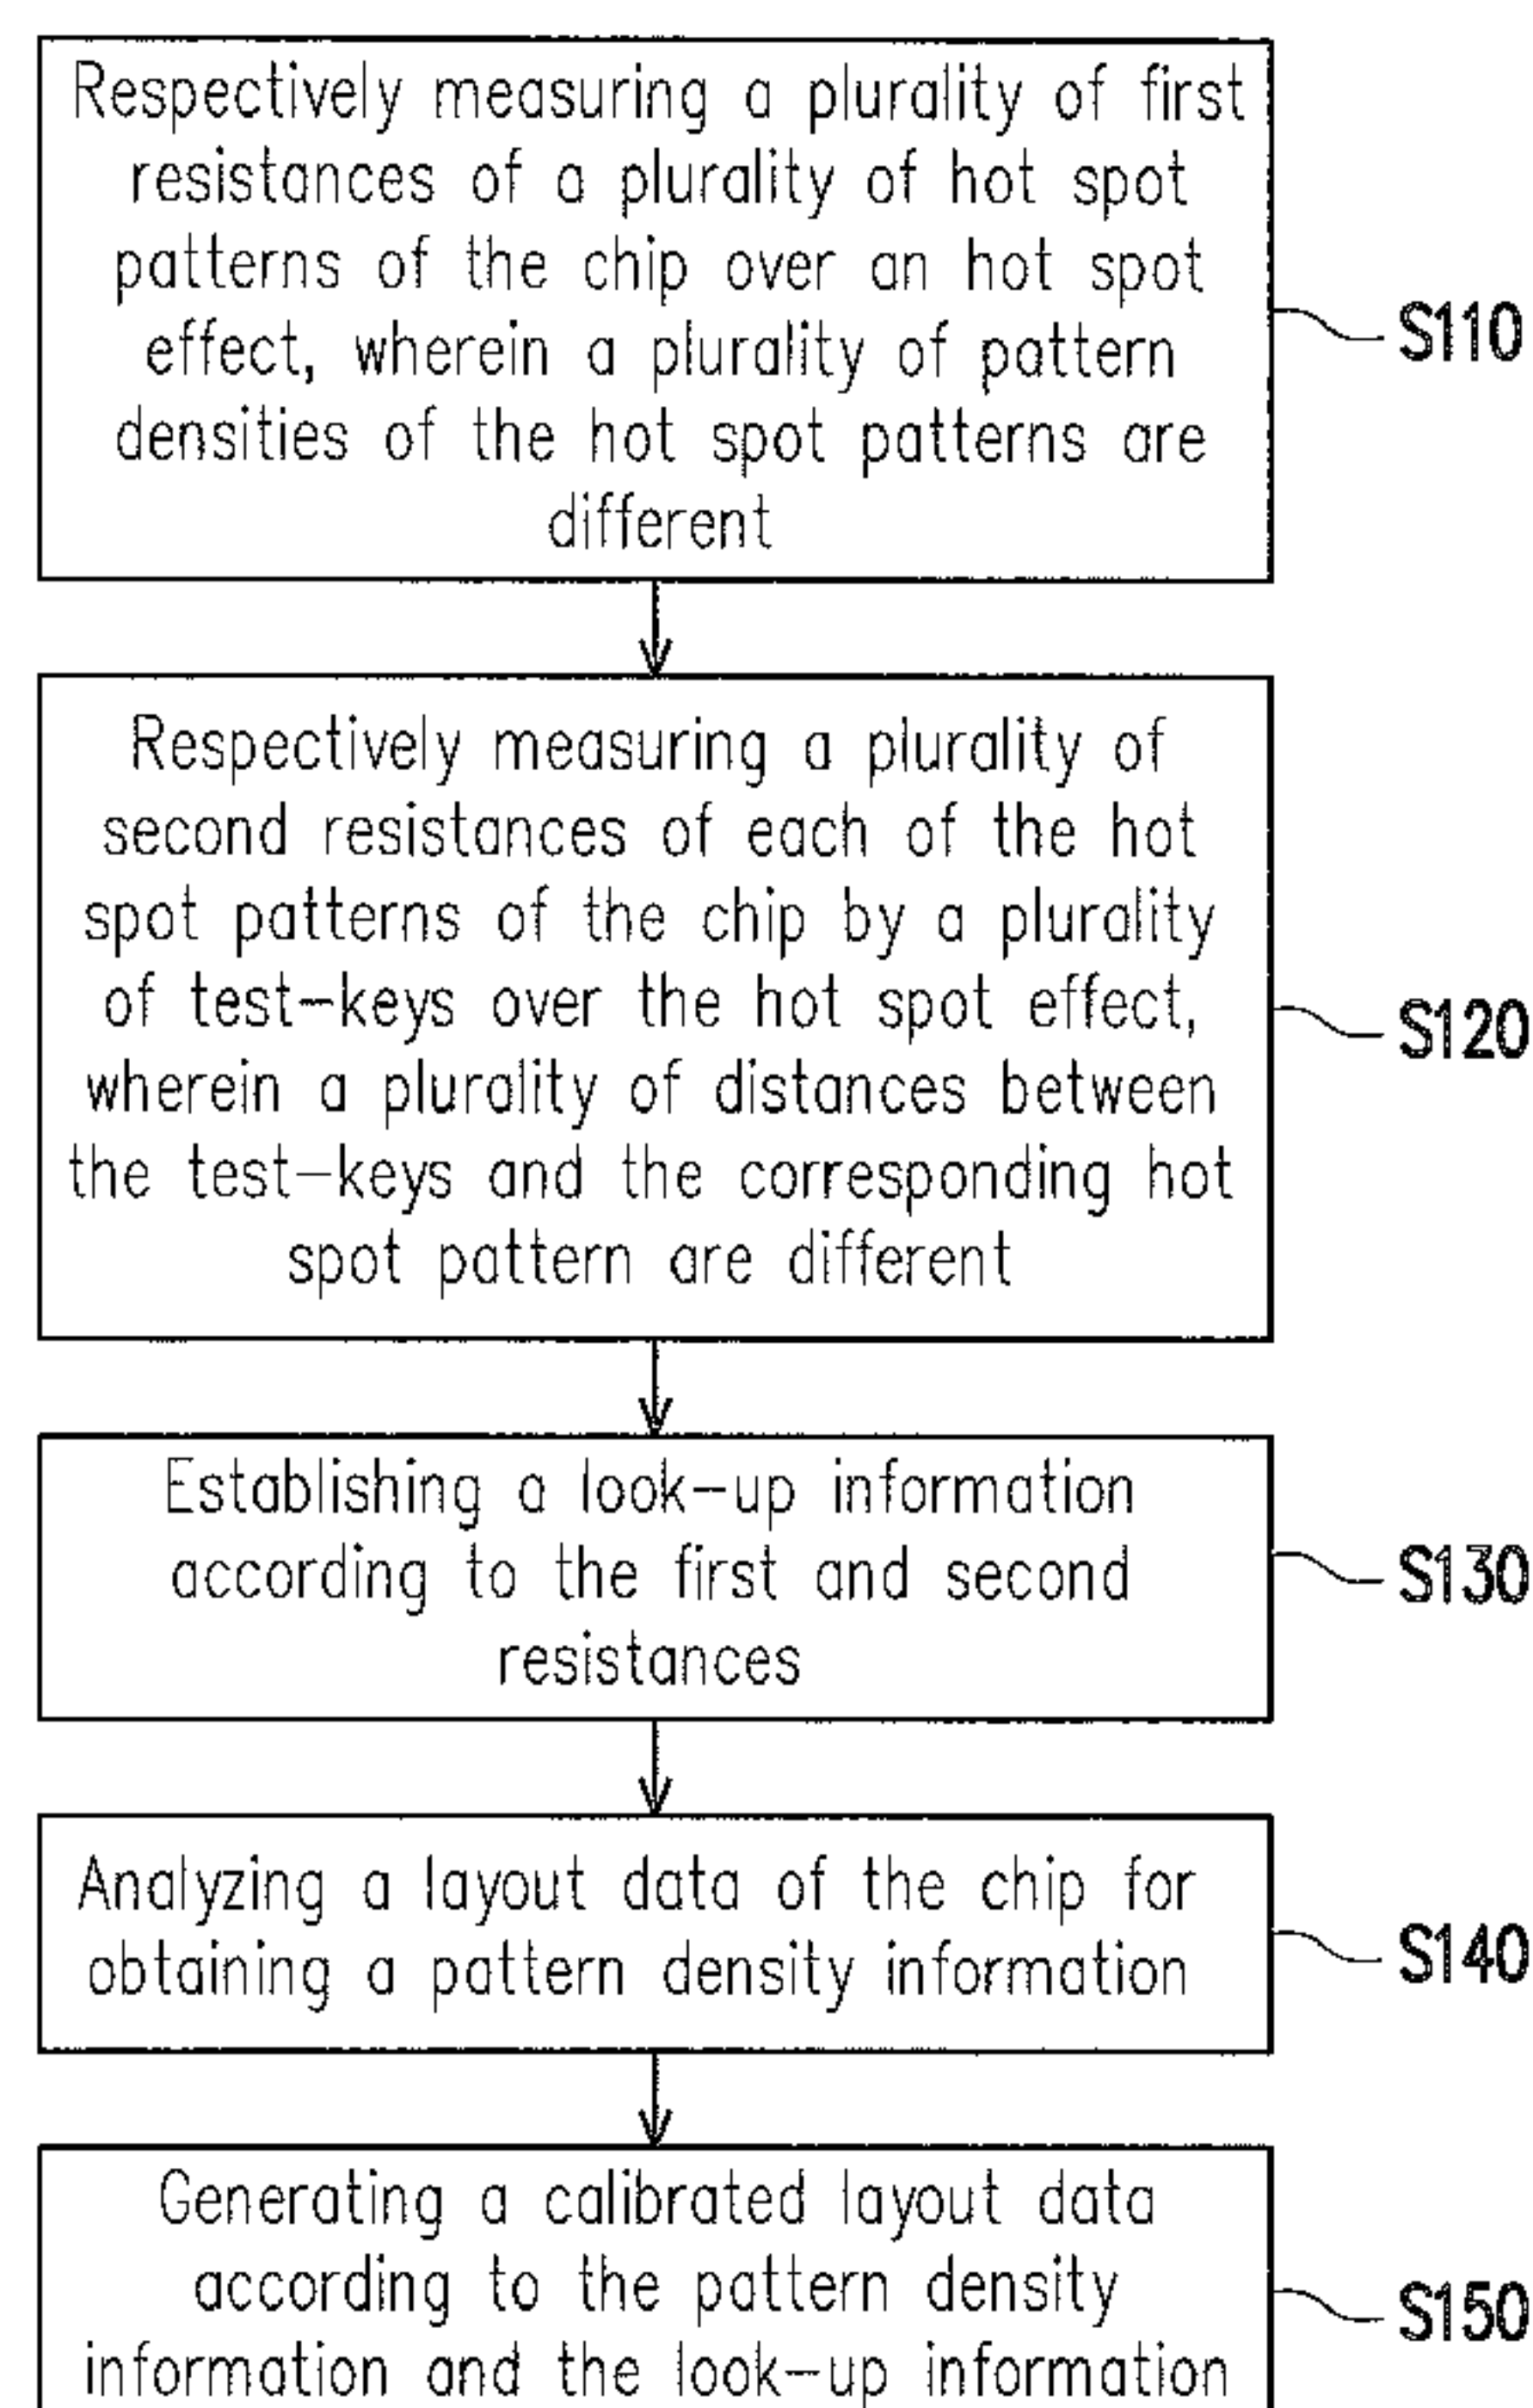 Respectively measuring a plurality of first
resistances of a plurality of hot spot
patterns of the chip over an hot spot
effect, wherein a plurality of pattern
densities of the hot spot patterns are
different
S110
Respectively measuring a plurality of
second resistances of each of the hot
spot patterns of the chip by a plurality
of test-keys over the hot spot effect,
wherein a plurality of distances between
the test-keys and the corresponding hot
spot pattern are different
S120
Establishing a look-up information
according to the first and second
resistances
S130
Analyzing a layout data of the chip for
obtaining a pattern density information
S140
Generating a calibrated layout data
according to the pattern density
information and the look-up information
S150